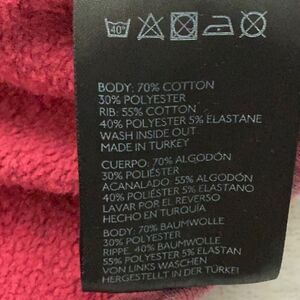 40°
BODY: 70% COTTON
30% POLYESTER
RIB: 55% COTTON
40% POLYESTER 5% ELASTANE
WASH INSIDE OUT
MADE IN TURKEY
CUERPO: 70% ALGODÓN
30% POLIÉSTER
ACANALADO: 55% ALGODÓN
40% POLIÉSTER 5% ELASTANO
LAVAR POR EL REVERSO
HECHO EN TURQUÍA
BODY: 70% BAUMWOLLE
30% POLYESTER
RIPPE 40% BAUMWOLLE
55% POLYESTER 5% ELASTAN
VON LINKS WASCHEN
HERGESTELLT IN DER TÜRKEI